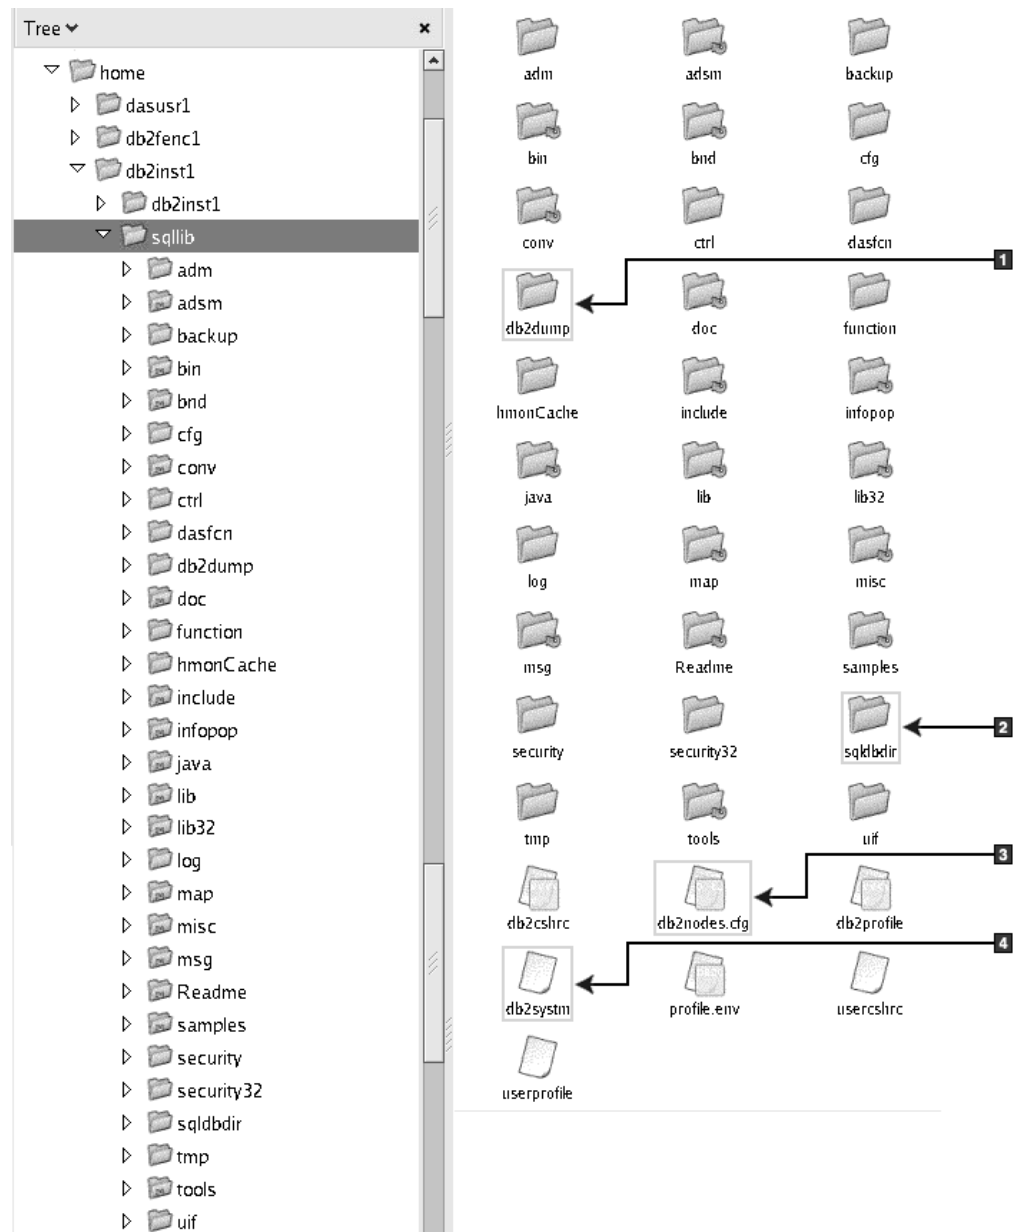 Tree
home
dasusr1
db2fenc1
db2inst1
db2inst1
sqllib
adm
adsm
backup
bin
bnd
cfg
conv
ctrl
dasfcn
db2dump
doc
function
hmonCache
include
infopop
java
lib
lib32
log
map
misc
msg
Readme
samples
security
security32
sqldbdir
tmp
tools
uif
adm adsm backup
bin bnd cfg
conv ctrl dasfcn
1
db2dump doc function
hmonCache include infopop
java lib lib32
log map misc
msg Readme samples
2
security security32 sqldbdir
tmp tools uif
3
db2cshrc db2nodes.cfg db2profile
4
db2systm profile.env usercshrc
userprofile